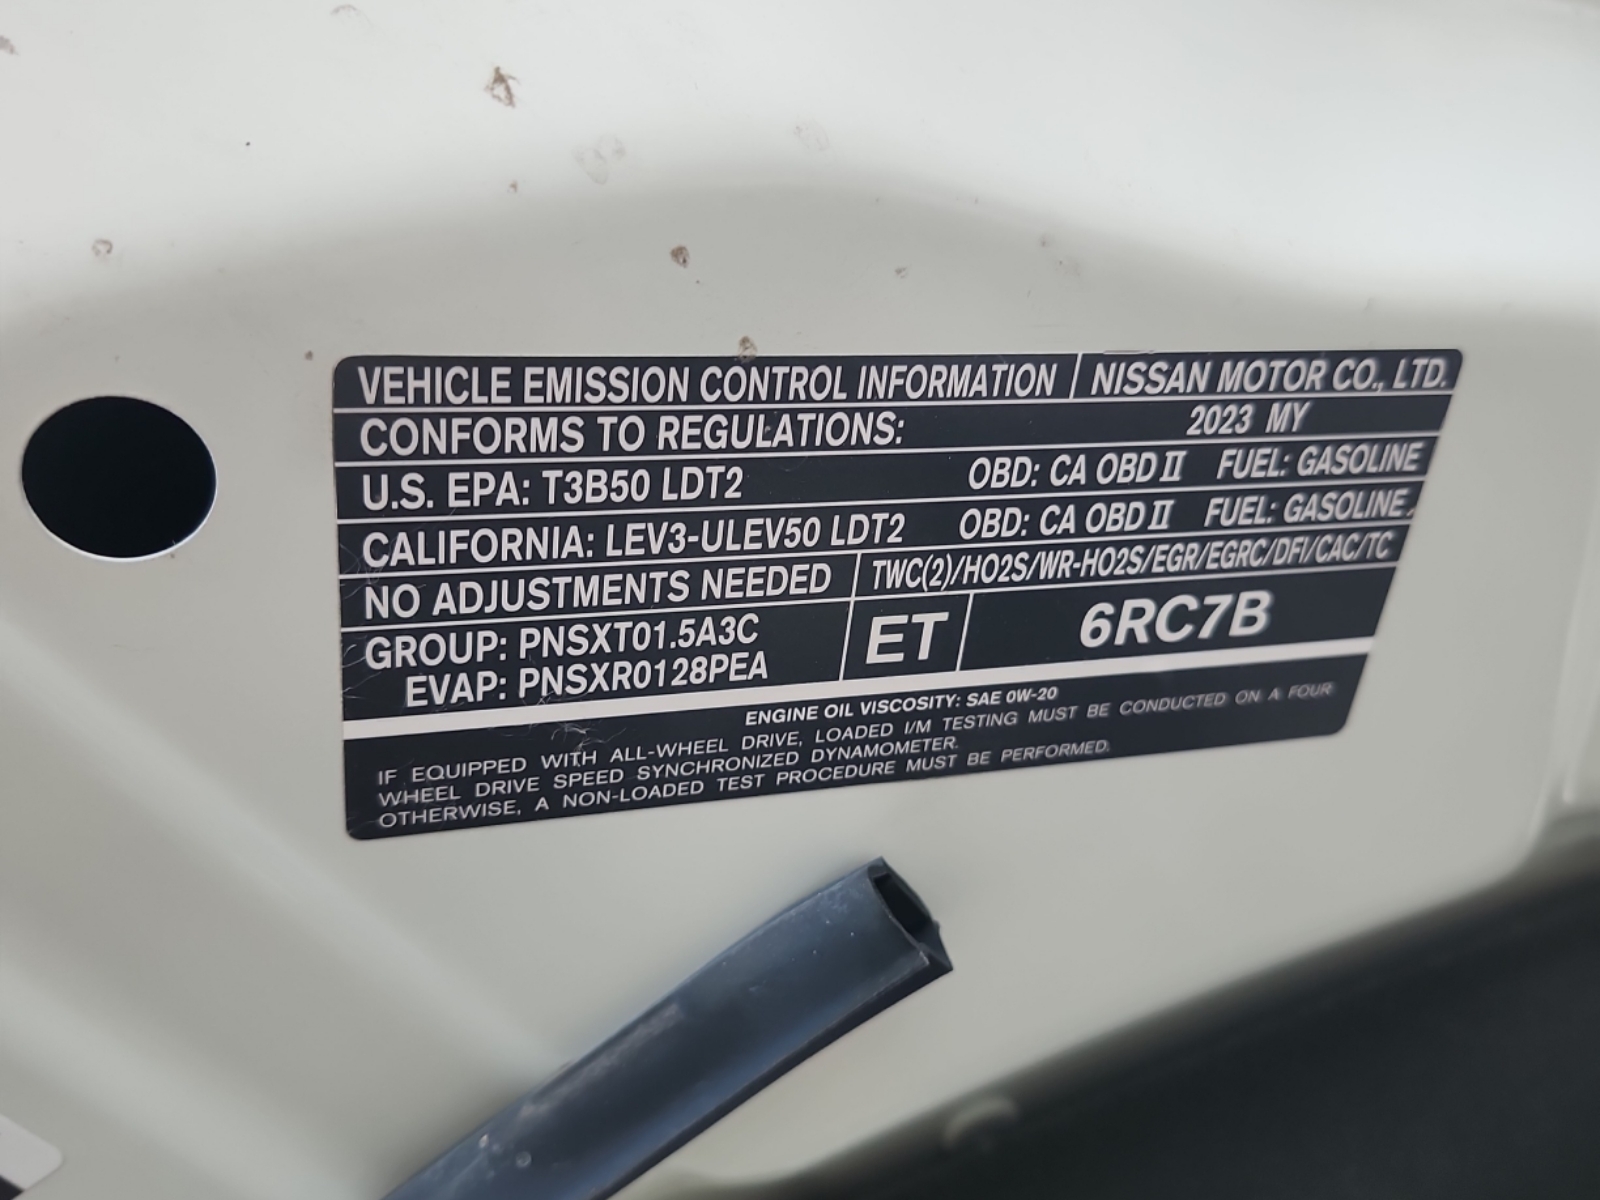 VEHICLE EMISSION CONTROL INFORMATION NISSAN MOTOR CO., LTD.
CONFORMS TO REGULATIONS: 2023 MY
U.S. EPA: T3B50 LDT2 OBD: CA OBD II FUEL: GASOLINE
CALIFORNIA: LEV3-ULEV50 LDT2 OBD: CA OBD II FUEL: GASOLINE
NO ADJUSTMENTS NEEDED TWC(2)/HO2S/WR-HO2S/EGR/EGRC/DFI/CAC/TC
GROUP: PNSXT01.5A3C ET 6RC7B
EVAP: PNSXR0128PEA
ENGINE OIL VISCOSITY: SAE 0W-20
IF EQUIPPED WITH ALL-WHEEL DRIVE, LOADED I/M TESTING MUST BE CONDUCTED ON A FOUR
WHEEL DRIVE SPEED SYNCHRONIZED DYNAMOMETER.
OTHERWISE, A NON-LOADED TEST PROCEDURE MUST BE PERFORMED.